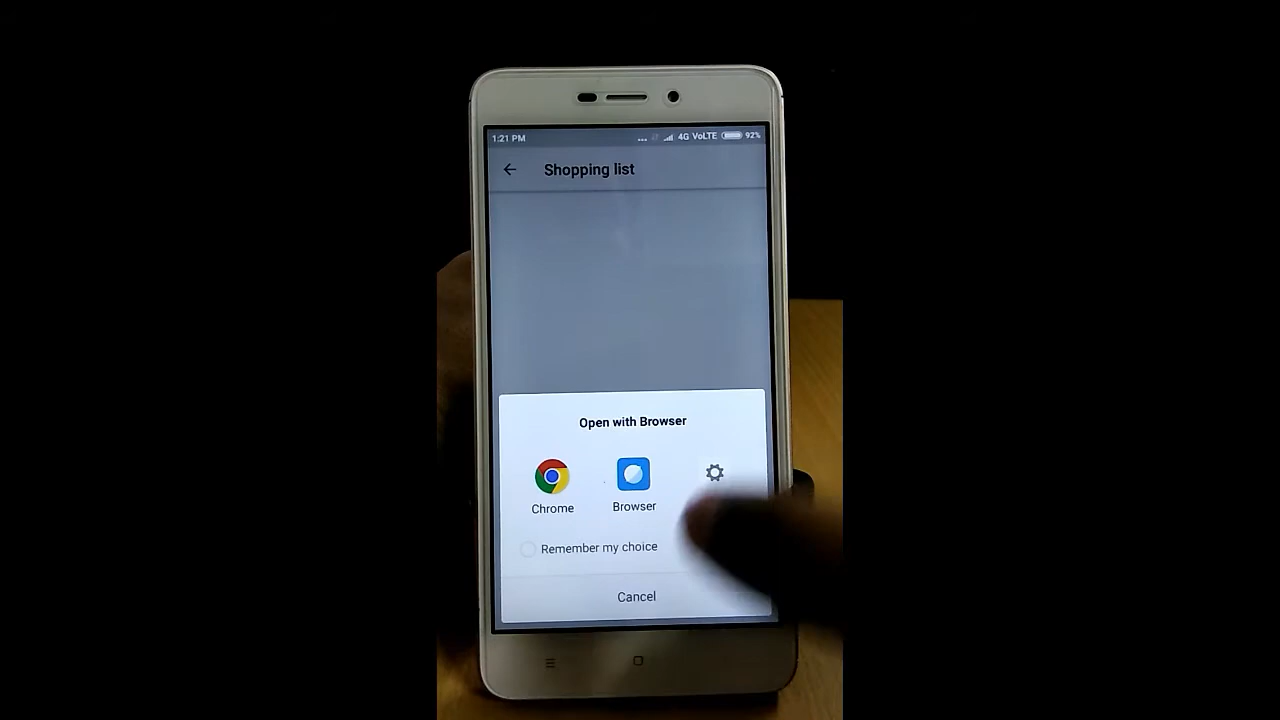 1:21 PM ... 4G VoLTE 92%
Shopping list
Open with Browser
Chrome Browser
Remember my choice
Cancel